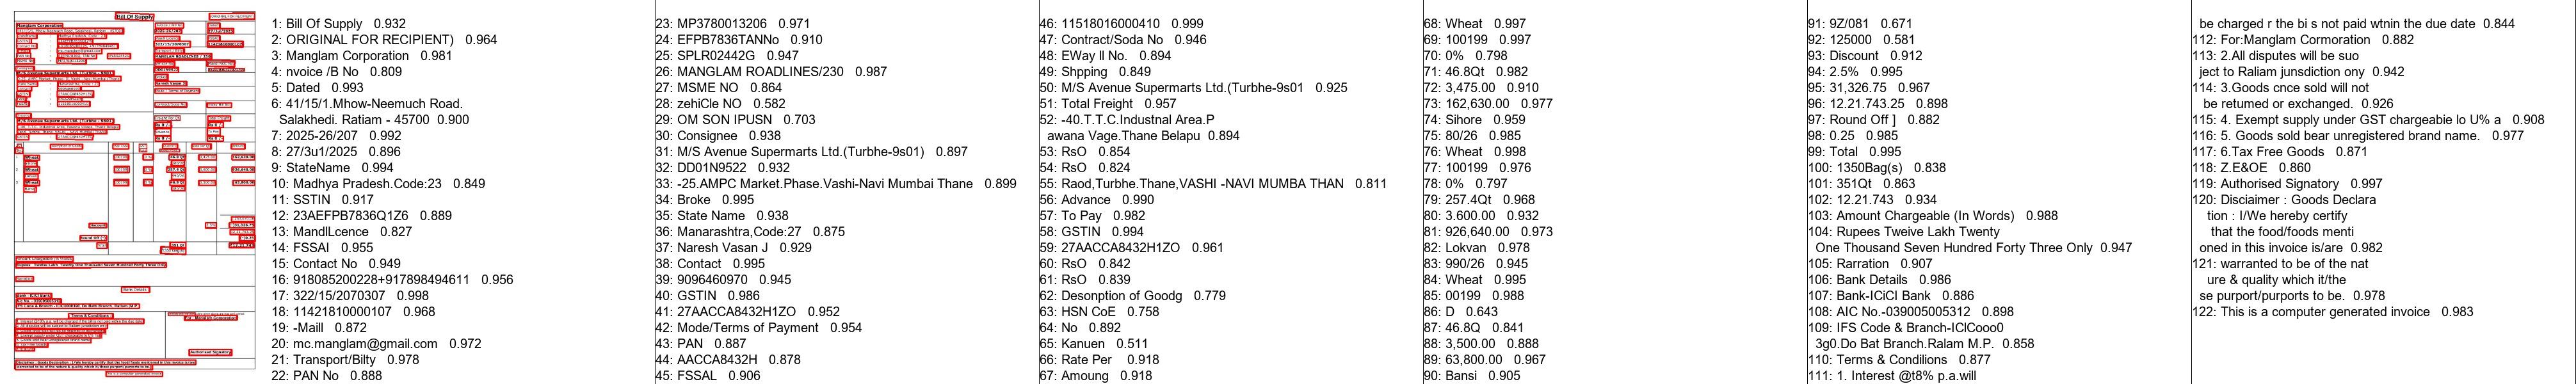 Bill Of Supply
1: Bill Of Supply 0.932
2: ORIGINAL FOR RECIPIENT) 0.964
3: Manglam Corporation 0.981
4: nvoice /B No 0.809
5: Dated 0.993
6: 41/15/1.Mhow-Neemuch Road.
Salakhedi. Ratiam - 45700 0.900
7: 2025-26/207 0.992
8: 27/3u1/2025 0.896
9: StateName 0.994
10: Madhya Pradesh.Code:23 0.849
11: SSTIN 0.917
12: 23AEFPB7836Q1Z6 0.889
13: MandlLcence 0.827
14: FSSAI 0.955
15: Contact No 0.949
16: 918085200228+917898494611 0.956
17: 322/15/2070307 0.998
18: 11421810000107 0.968
19: -Maill 0.872
20: mc.manglam@gmail.com 0.972
21: Transport/Bilty 0.978
22: PAN No 0.888
23: MP3780013206 0.971
24: EFPB7836TANNo 0.910
25: SPLR02442G 0.947
26: MANGLAM ROADLINES/230 0.987
27: MSME NO 0.864
28: zehiCle NO 0.582
29: OM SON IPUSN 0.703
30: Consignee 0.938
31: M/S Avenue Supermarts Ltd.(Turbhe-9s01) 0.897
32: DD01N9522 0.932
33: -25.AMPC Market.Phase.Vashi-Navi Mumbai Thane 0.899
34: Broke 0.995
35: State Name 0.938
36: Manarashtra,Code:27 0.875
37: Naresh Vasan J 0.929
38: Contact 0.995
39: 9096460970 0.945
40: GSTIN 0.986
41: 27AACCA8432H1ZO 0.952
42: Mode/Terms of Payment 0.954
43: PAN 0.887
44: AACCA8432H 0.878
45: FSSAL 0.906
46: 11518016000410 0.999
47: Contract/Soda No 0.946
48: EWay ll No. 0.894
49: Shpping 0.849
50: M/S Avenue Supermarts Ltd.(Turbhe-9s01 0.925
51: Total Freight 0.957
52: -40.T.T.C.Industnal Area.P
awana Vage.Thane Belapu 0.894
53: RsO 0.854
54: RsO 0.824
55: Raod,Turbhe.Thane,VASHI -NAVI MUMBA THAN 0.811
56: Advance 0.990
57: To Pay 0.982
58: GSTIN 0.994
59: 27AACCA8432H1ZO 0.961
60: RsO 0.842
61: RsO 0.839
62: Desonption of Goodg 0.779
63: HSN CoE 0.758
64: No 0.892
65: Kanuen 0.511
66: Rate Per 0.918
67: Amoung 0.918
68: Wheat 0.997
69: 100199 0.997
70: 0% 0.798
71: 46.8Qt 0.982
72: 3,475.00 0.910
73: 162,630.00 0.977
74: Sihore 0.959
75: 80/26 0.985
76: Wheat 0.998
77: 100199 0.976
78: 0% 0.797
79: 257.4Qt 0.968
80: 3.600.00 0.932
81: 926,640.00 0.973
82: Lokvan 0.978
83: 990/26 0.945
84: Wheat 0.995
85: 00199 0.988
86: D 0.643
87: 46.8Q 0.841
88: 3,500.00 0.888
89: 63,800.00 0.967
90: Bansi 0.905
91: 9Z/081 0.671
92: 125000 0.581
93: Discount 0.912
94: 2.5% 0.995
95: 31,326.75 0.967
96: 12.21.743.25 0.898
97: Round Off ] 0.882
98: 0.25 0.985
99: Total 0.995
100: 1350Bag(s) 0.838
101: 351Qt 0.863
102: 12.21.743 0.934
103: Amount Chargeable (In Words) 0.988
104: Rupees Tweive Lakh Twenty
One Thousand Seven Hundred Forty Three Only 0.947
105: Rarration 0.907
106: Bank Details 0.986
107: Bank-ICiCI Bank 0.886
108: AIC No.-039005005312 0.898
109: IFS Code & Branch-ICICooo0
3g0.Do Bat Branch.Ralam M.P. 0.858
110: Terms & Condilions 0.877
111: 1. Interest @t8% p.a.will
be charged r the bi s not paid wtnin the due date 0.844
112: For:Manglam Cormoration 0.882
113: 2.All disputes will be suo
ject to Raliam junsdiction ony 0.942
114: 3.Goods cnce sold will not
be retumed or exchanged. 0.926
115: 4. Exempt supply under GST chargeabie lo U% a 0.908
116: 5. Goods sold bear unregistered brand name. 0.977
117: 6.Tax Free Goods 0.871
118: Z.E&OE 0.860
119: Authorised Signatory 0.997
120: Disciaimer : Goods Declara
tion : I/We hereby certify
that the food/foods menti
oned in this invoice is/are 0.982
121: warranted to be of the nat
ure & quality which it/the
se purport/purports to be. 0.978
122: This is a computer generated invoice 0.983